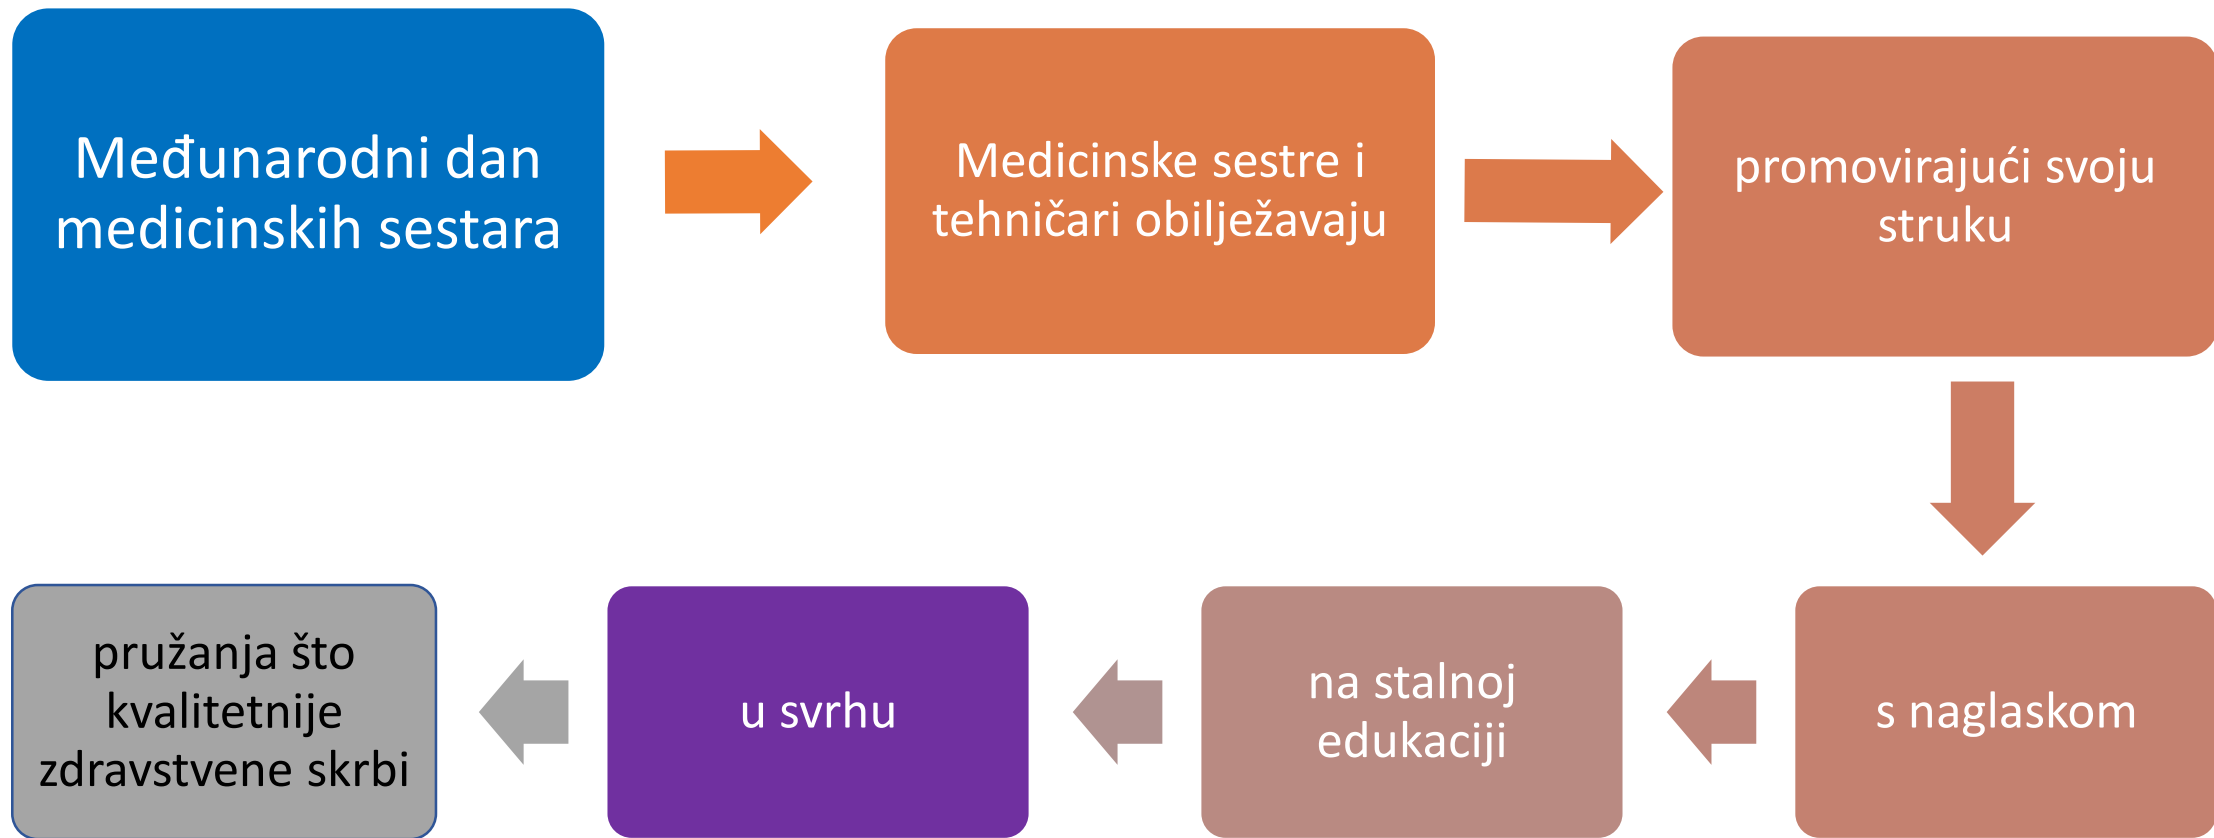 Međunarodni dan
medicinskih sestara
Medicinske sestre i
tehničari obilježavaju
promovirajući svoju
struku
s naglaskom
na stalnoj
edukaciji
u svrhu
pružanja što
kvalitetnije
zdravstvene skrbi